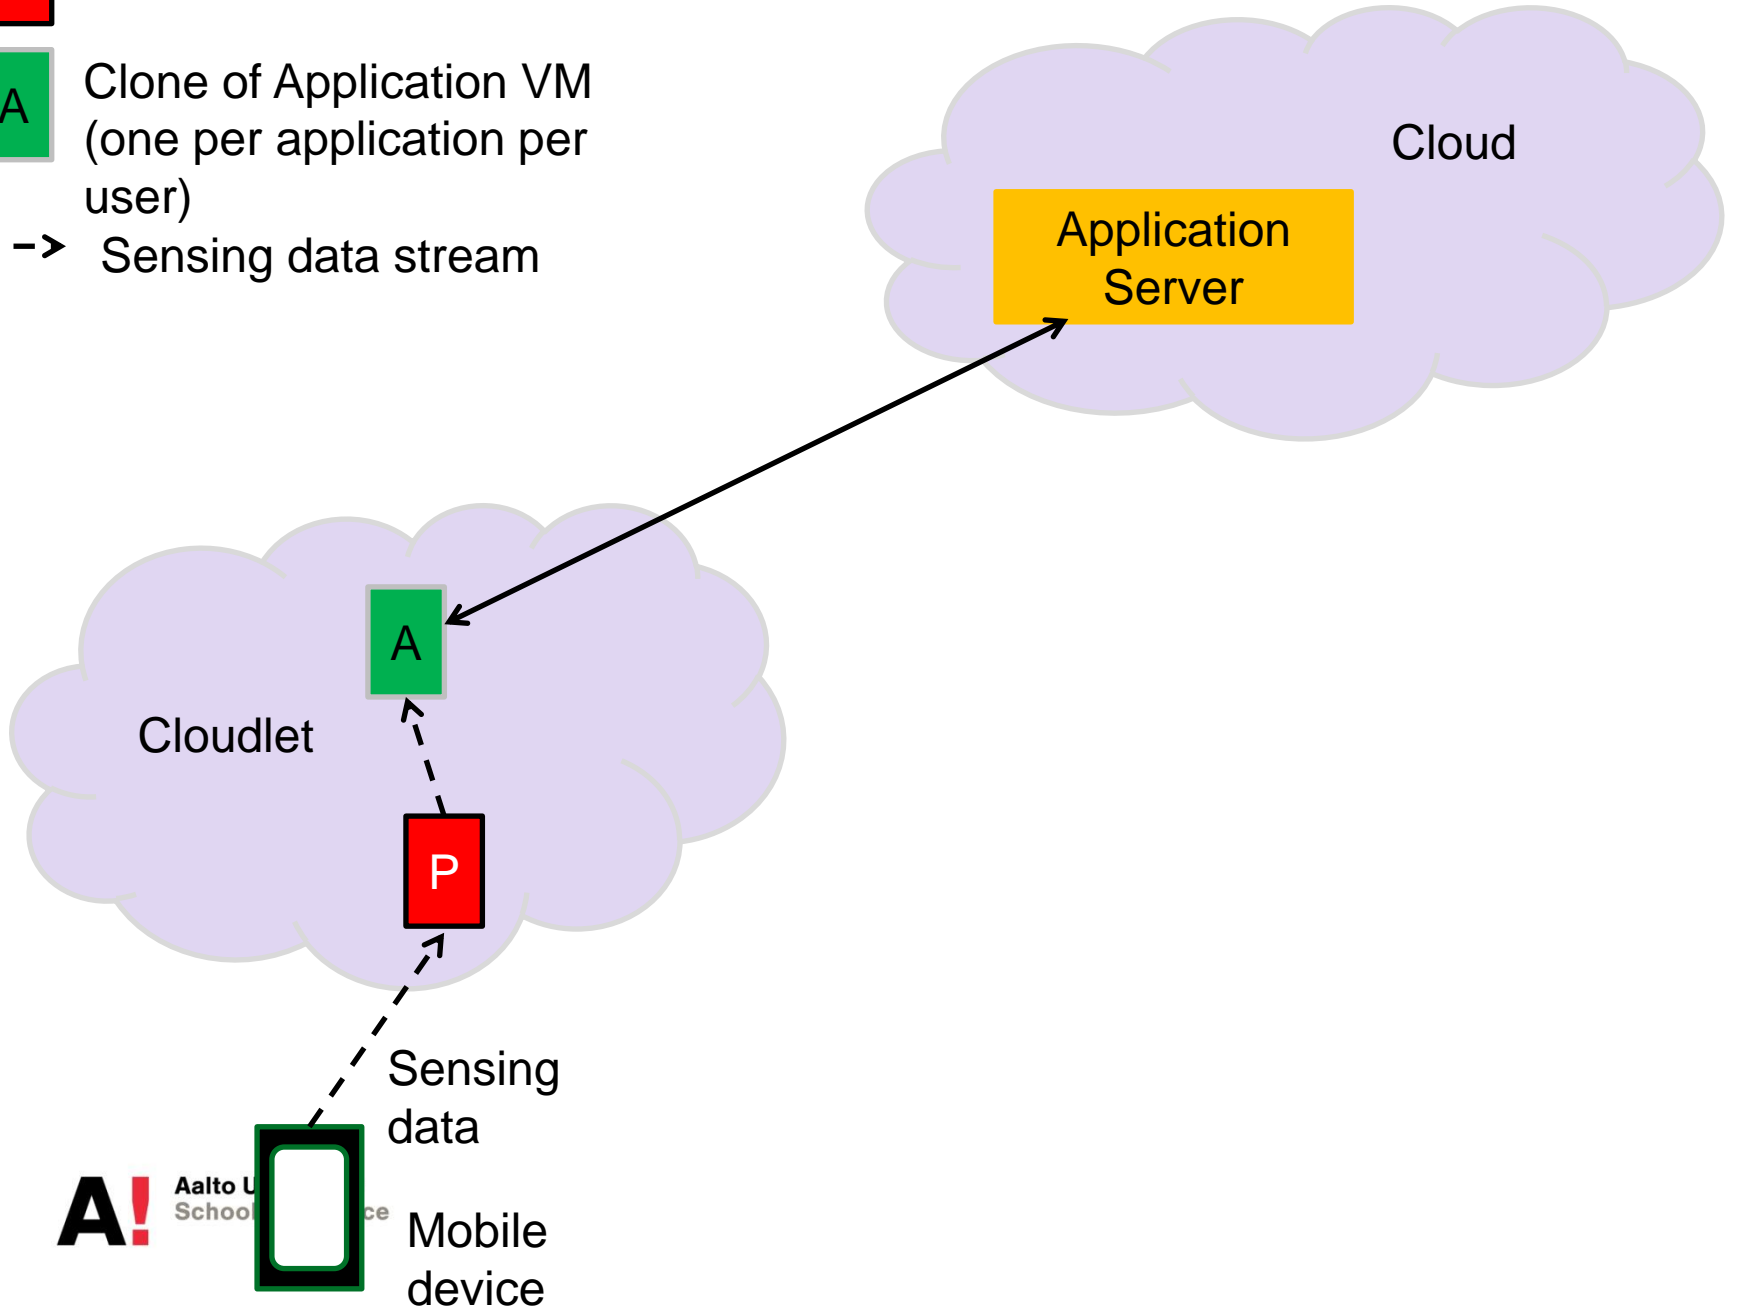 A
Clone of Application VM
(one per application per
user)
Sensing data stream
Cloud
Application
Server
A
Cloudlet
P
Sensing
data
A!
Aalto
School
Mobile
device